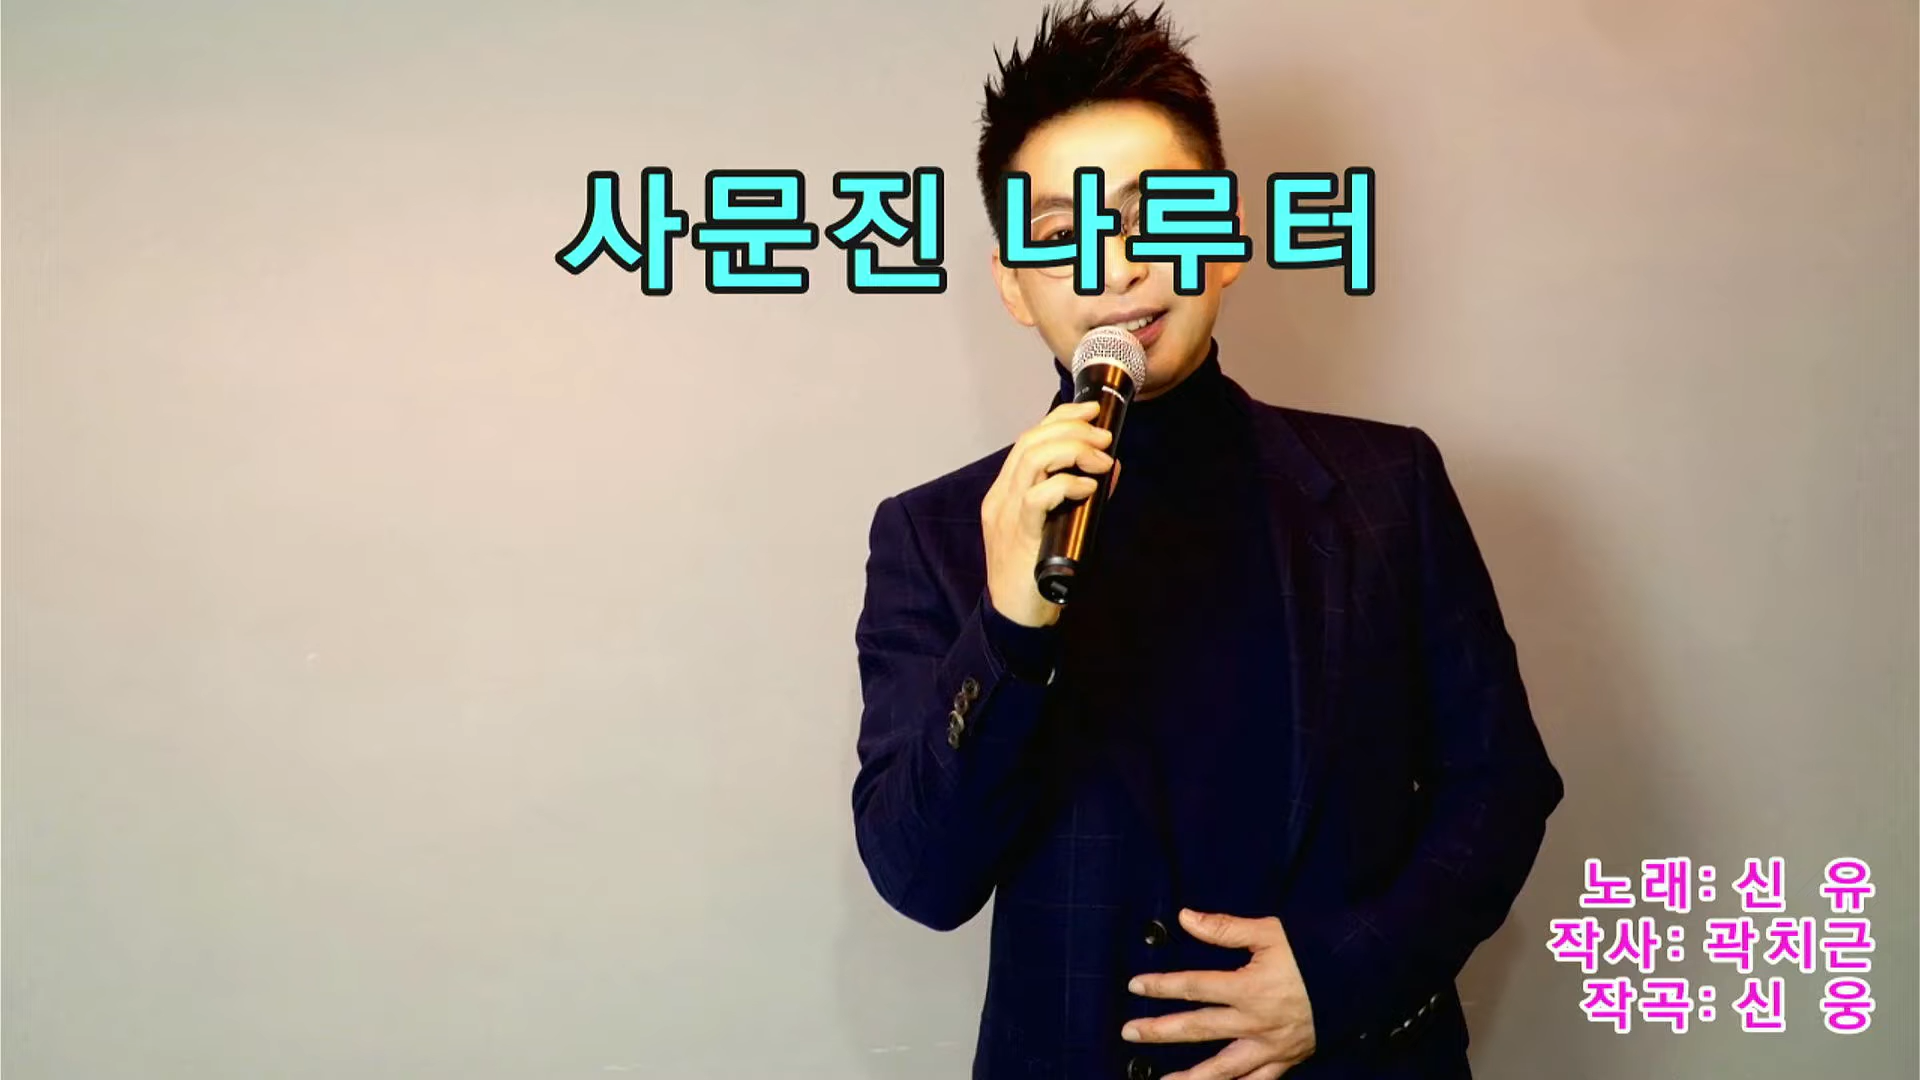 사문진 나루터
노래: 신 유
작사: 곽치근
작곡: 신 웅